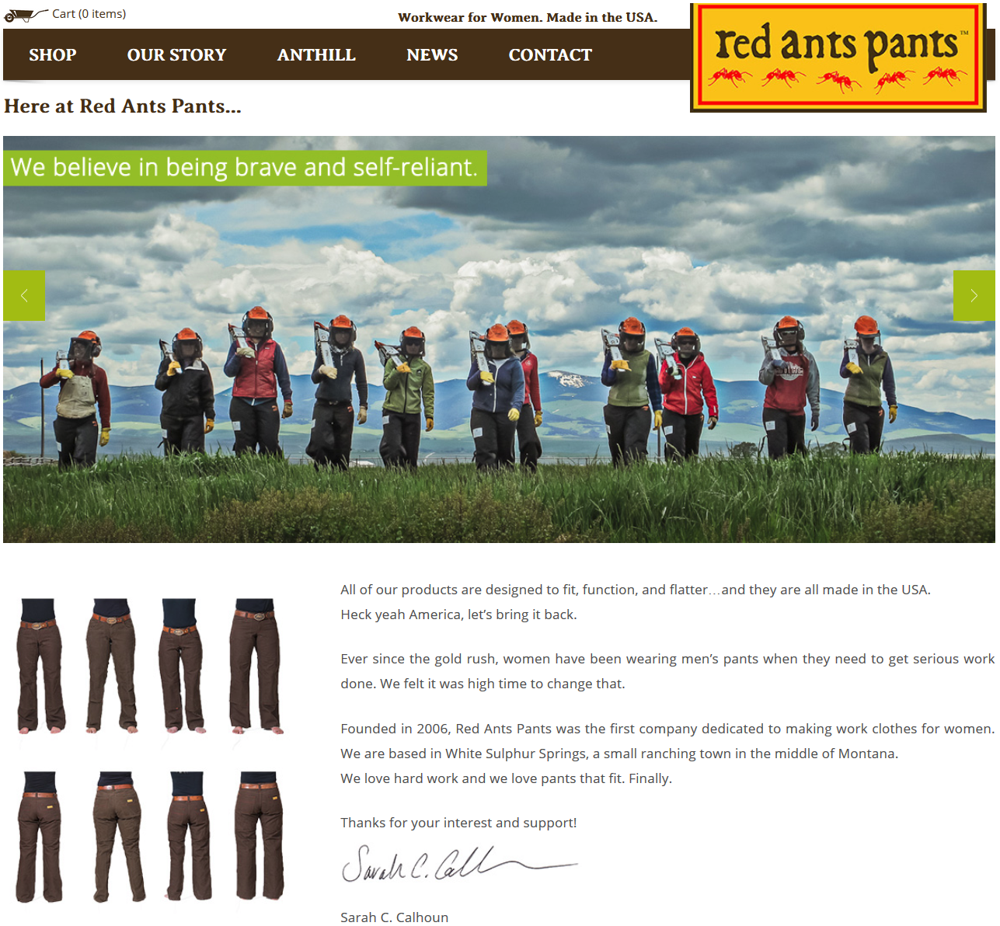 Cart (0 items)
Workwear for Women. Made in the USA.
red ants pants™
SHOP OUR STORY ANTHILL NEWS CONTACT
Here at Red Ants Pants...
We believe in being brave and self-reliant.
All of our products are designed to fit, function, and flatter…and they are all made in the USA.
Heck yeah America, let’s bring it back.
Ever since the gold rush, women have been wearing men’s pants when they need to get serious work
done. We felt it was high time to change that.
Founded in 2006, Red Ants Pants was the first company dedicated to making work clothes for women.
We are based in White Sulphur Springs, a small ranching town in the middle of Montana.
We love hard work and we love pants that fit. Finally.
Thanks for your interest and support!
Sarah C. Calhoun